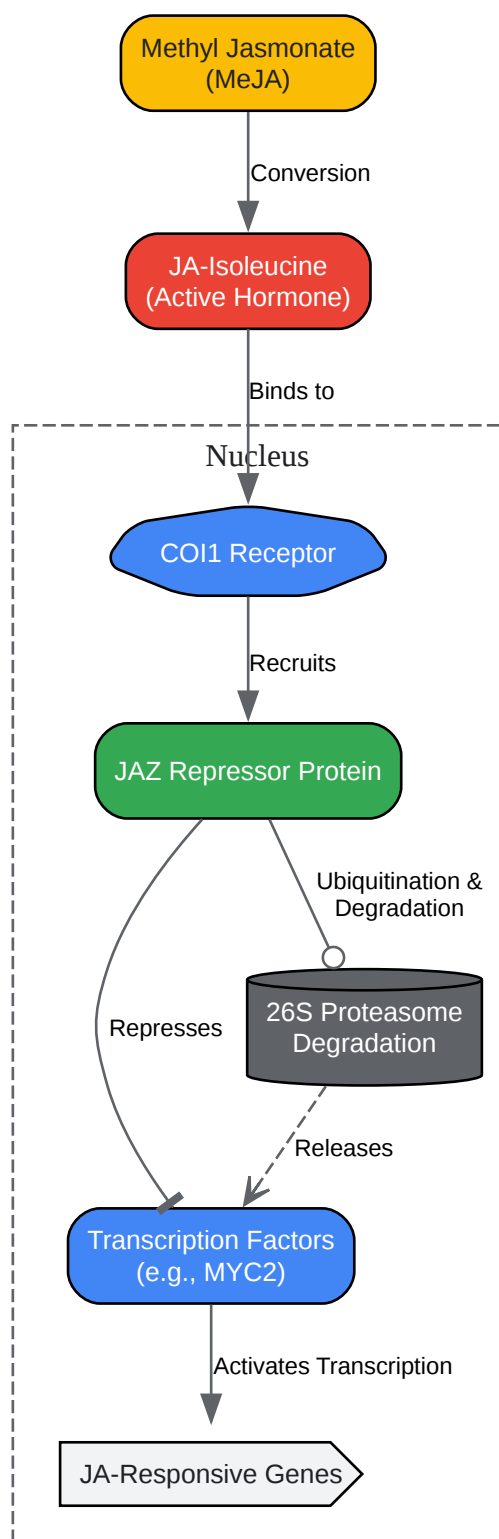 Methyl Jasmonate
(MeJA)
Conversion
JA-Isoleucine
(Active Hormone)
Binds to
Nucleus
COI1 Receptor
Recruits
JAZ Repressor Protein
Ubiquitination &
Degradation
26S Proteasome
Degradation
Represses
Releases
Transcription Factors
(e.g., MYC2)
Activates Transcription
JA-Responsive Genes